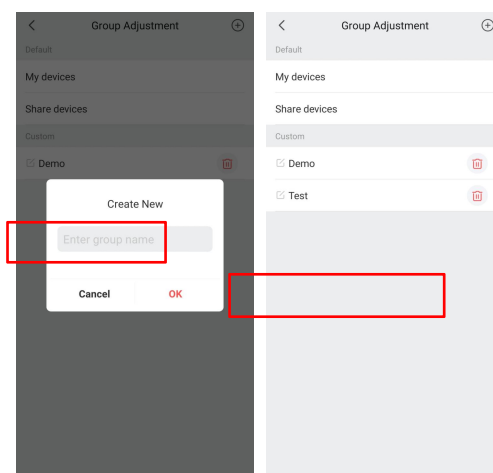 Group Adjustment
Default
My devices
Share devices
Custom
Demo
Create New
Enter group name
Cancel
OK
Group Adjustment
Default
My devices
Share devices
Custom
Demo
Test